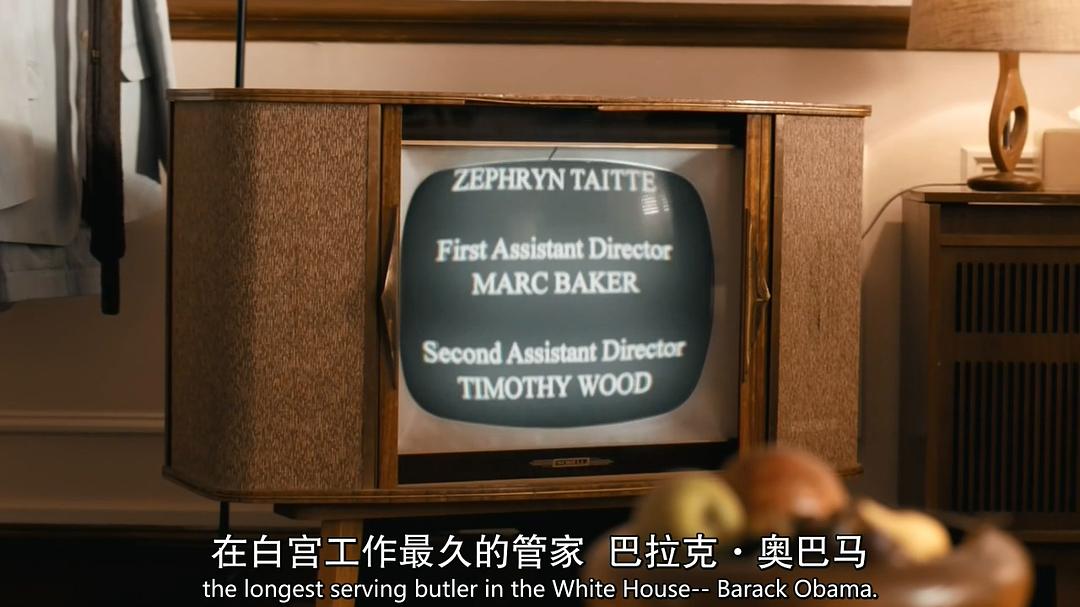 ZEPHRYN TAITTE
First Assistant Director
MARC BAKER
Second Assistant Director
TIMOTHY WOOD
在白宫工作最久的管家 巴拉克·奥巴马
the longest serving butler in the White House-- Barack Obama.